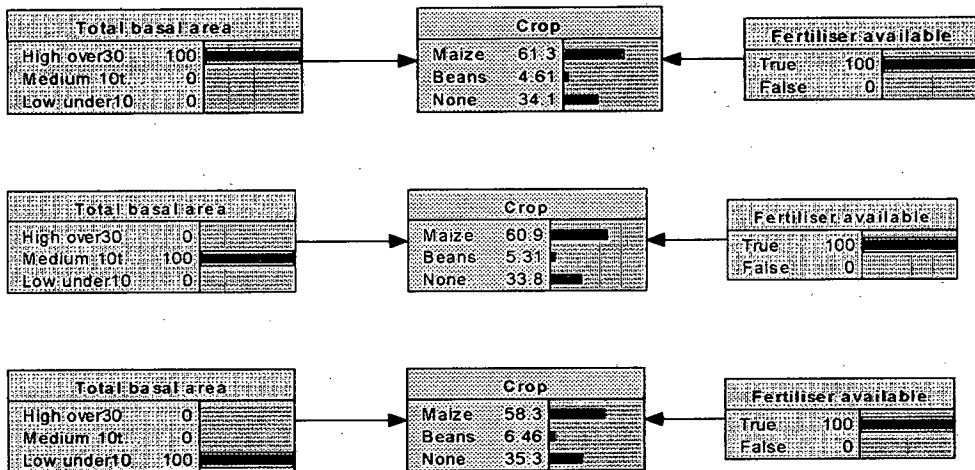 Total basal area
High over30 100
Medium 10t... 0
Low under10 0
Crop
Maize 61.3
Beans 4.61
None 34.1
Fertiliser available
True 100
False 0
Total basal area
High over30 0
Medium 10t... 100
Low under10 0
Crop
Maize 60.9
Beans 5.31
None 33.8
Fertiliser available
True 100
False 0
Total basal area
High over30 0
Medium 10t... 0
Low under10 100
Crop
Maize 58.3
Beans 6.46
None 35.3
Fertiliser available
True 100
False 0